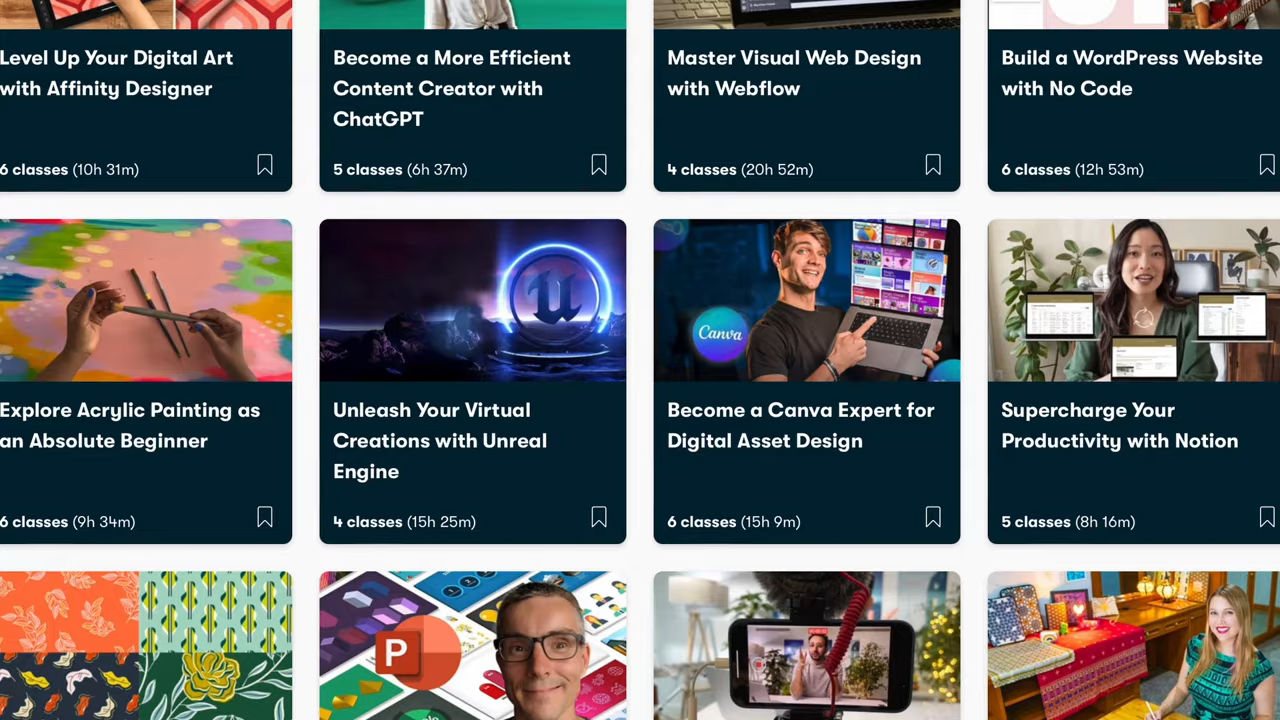 Level Up Your Digital Art
with Affinity Designer
6 classes (10h 31m)
Become a More Efficient
Content Creator with
ChatGPT
5 classes (6h 37m)
Master Visual Web Design
with Webflow
4 classes (20h 52m)
Build a WordPress Website
with No Code
6 classes (12h 53m)
Explore Acrylic Painting as
an Absolute Beginner
6 classes (9h 34m)
Unleash Your Virtual
Creations with Unreal
Engine
4 classes (15h 25m)
Canva
Become a Canva Expert for
Digital Asset Design
6 classes (15h 9m)
Supercharge Your
Productivity with Notion
5 classes (8h 16m)
P